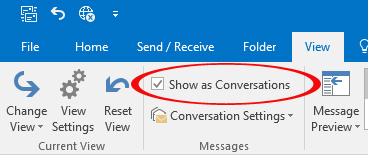 File Home Send / Receive Folder View
Change View
View Settings
Reset View
Show as Conversations
Conversation Settings
Message Preview
Current View
Messages